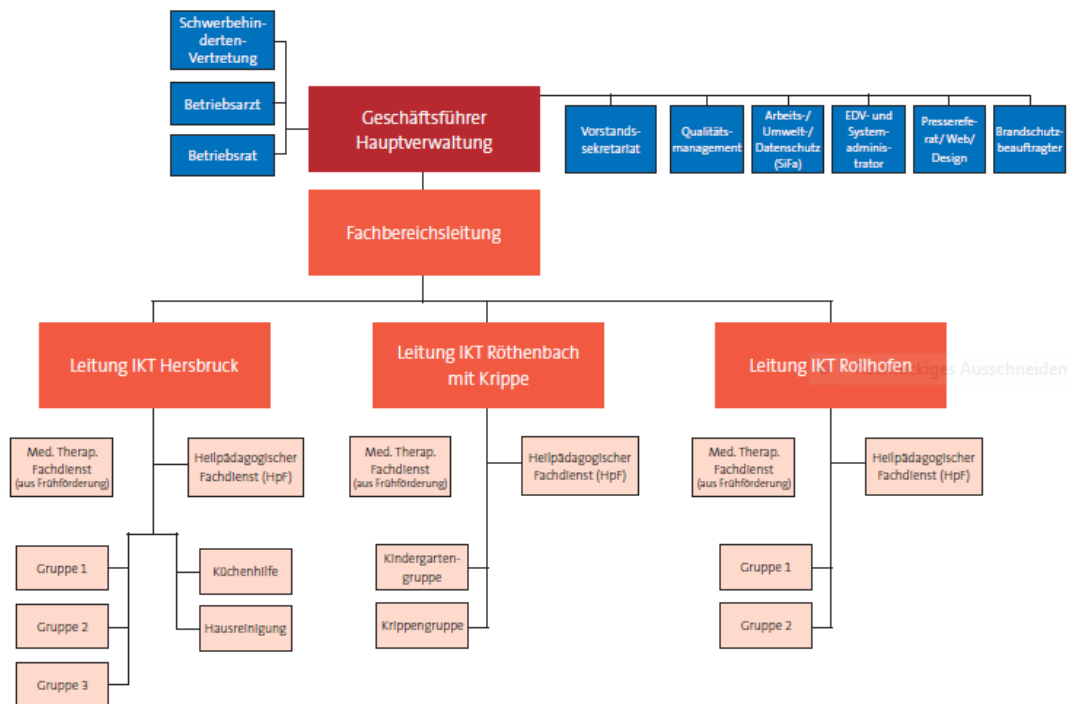 Schwerbehin-
derten-
Vertretung
Betriebsarzt
Betriebsrat
Geschäftsführer
Hauptverwaltung
Vorstands-
sekretariat
Qualitäts-
management
Arbeits-/
Umwelt-/
Datenschutz
(SiFa)
EDV- und
System-
adminis-
trator
Presserefe-
rat/ Web/
Design
Brandschutz-
beauftragter
Fachbereichsleitung
Leitung IKT Hersbruck
Leitung IKT Röthenbach
mit Krippe
Leitung IKT Rollhofen
Ausschneiden
Med. Therap.
Fachdienst
(aus Frühförderung)
Heilpädagogischer
Fachdienst (HpF)
Med. Therap.
Fachdienst
(aus Frühförderung)
Heilpädagogischer
Fachdienst (HpF)
Med. Therap.
Fachdienst
(aus Frühförderung)
Heilpädagogischer
Fachdienst (HpF)
Gruppe 1
Gruppe 2
Gruppe 3
Küchenhilfe
Hausreinigung
Kindergarten-
gruppe
Krippengruppe
Gruppe 1
Gruppe 2